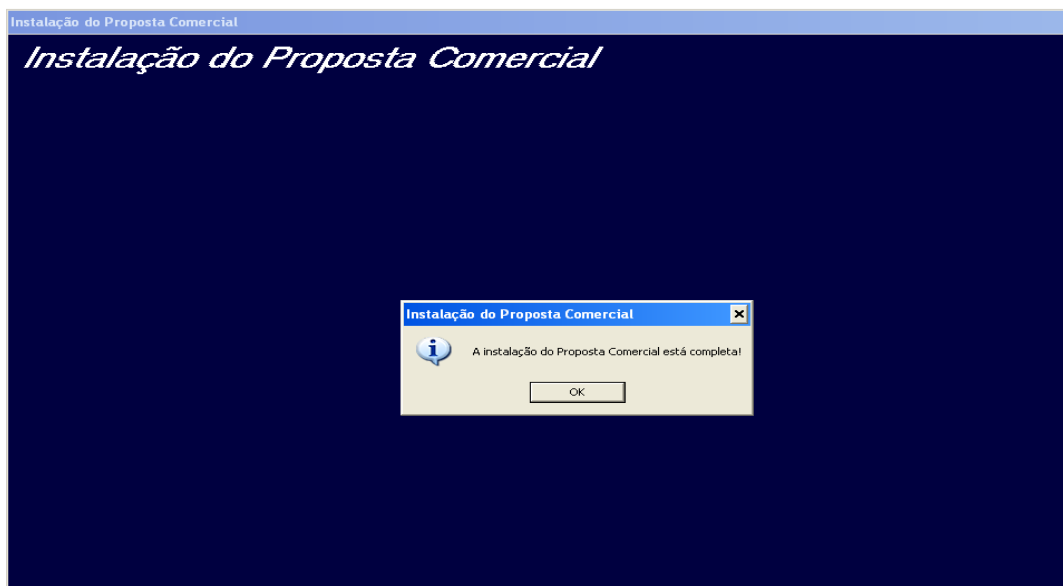 Instalação do Proposta Comercial
Instalação do Proposta Comercial
Instalação do Proposta Comercial
A instalação do Proposta Comercial está completa!
OK